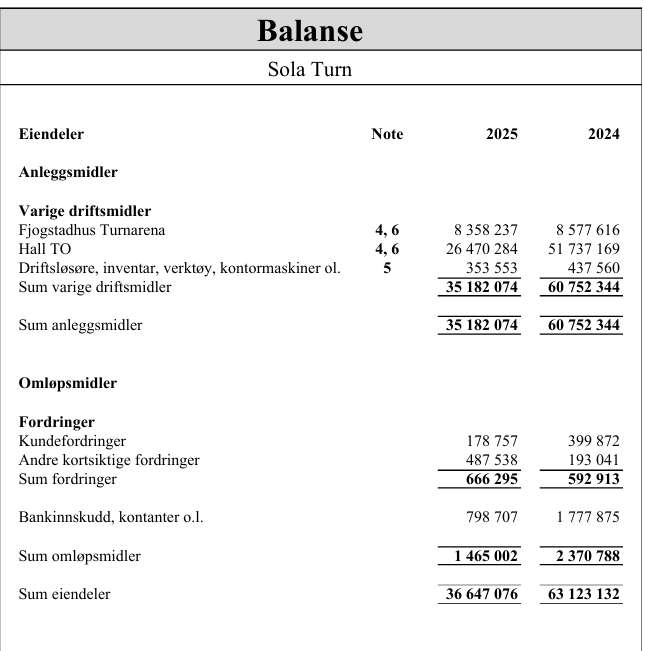 Balanse
Sola Turn
Eiendeler Note 2025 2024
Anleggsmidler
Varige driftsmidler
Fjogstadhus Turnarena 4, 6 8 358 237 8 577 616
Hall TO 4, 6 26 470 284 51 737 169
Driftsløsøre, inventar, verktøy, kontormaskiner ol. 5 353 553 437 560
Sum varige driftsmidler 35 182 074 60 752 344
Sum anleggsmidler 35 182 074 60 752 344
Omløpsmidler
Fordringer
Kundefordringer 178 757 399 872
Andre kortsiktige fordringer 487 538 193 041
Sum fordringer 666 295 592 913
Bankinnskudd, kontanter o.l. 798 707 1 777 875
Sum omløpsmidler 1 465 002 2 370 788
Sum eiendeler 36 647 076 63 123 132